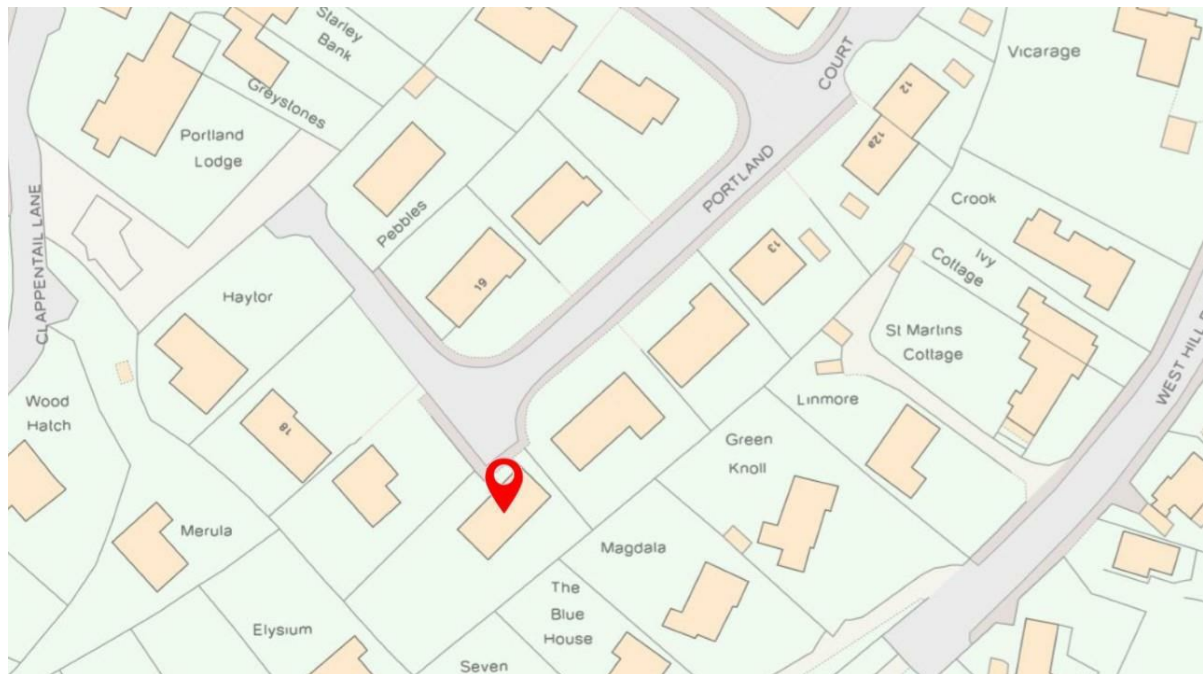 Starley
Bank
COURT
Vicarage
Greystones
12
Portland
Lodge
12a
PORTLAND
Crook
CLAPPENTAIL LANE
Pebbles
13
Ivy
Cottage
19
Haytor
St Martins
Cottage
WEST HILL
Wood
Hatch
Linmore
18
Green
Knoll
Merula
Magdala
The
Blue
House
Elysium
Seven